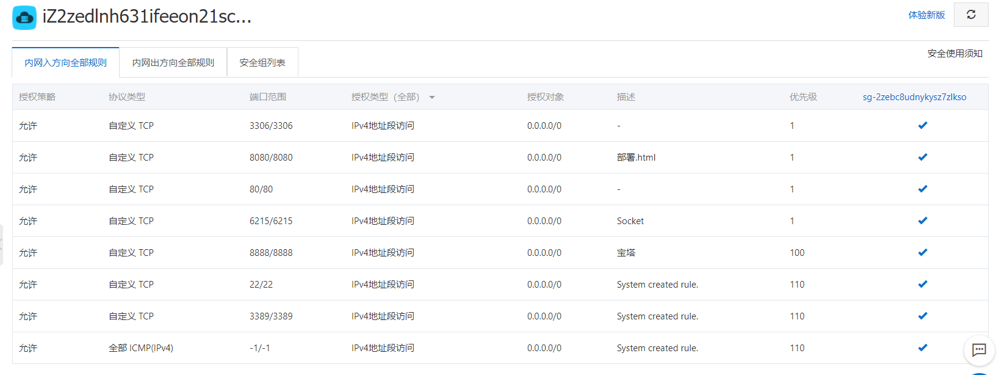 iZ2zedlnh631ifeeon21sc...
体验新版
安全使用须知
内网入方向全部规则 内网出方向全部规则 安全组列表
授权策略 协议类型 端口范围 授权类型（全部） 授权对象 描述 优先级 sg-2zebc8udnykysz7zlkso
允许 自定义 TCP 3306/3306 IPv4地址段访问 0.0.0.0/0 - 1
允许 自定义 TCP 8080/8080 IPv4地址段访问 0.0.0.0/0 部署.html 1
允许 自定义 TCP 80/80 IPv4地址段访问 0.0.0.0/0 - 1
允许 自定义 TCP 6215/6215 IPv4地址段访问 0.0.0.0/0 Socket 1
允许 自定义 TCP 8888/8888 IPv4地址段访问 0.0.0.0/0 宝塔 100
允许 自定义 TCP 22/22 IPv4地址段访问 0.0.0.0/0 System created rule. 110
允许 自定义 TCP 3389/3389 IPv4地址段访问 0.0.0.0/0 System created rule. 110
允许 全部 ICMP(IPv4) -1/-1 IPv4地址段访问 0.0.0.0/0 System created rule. 110